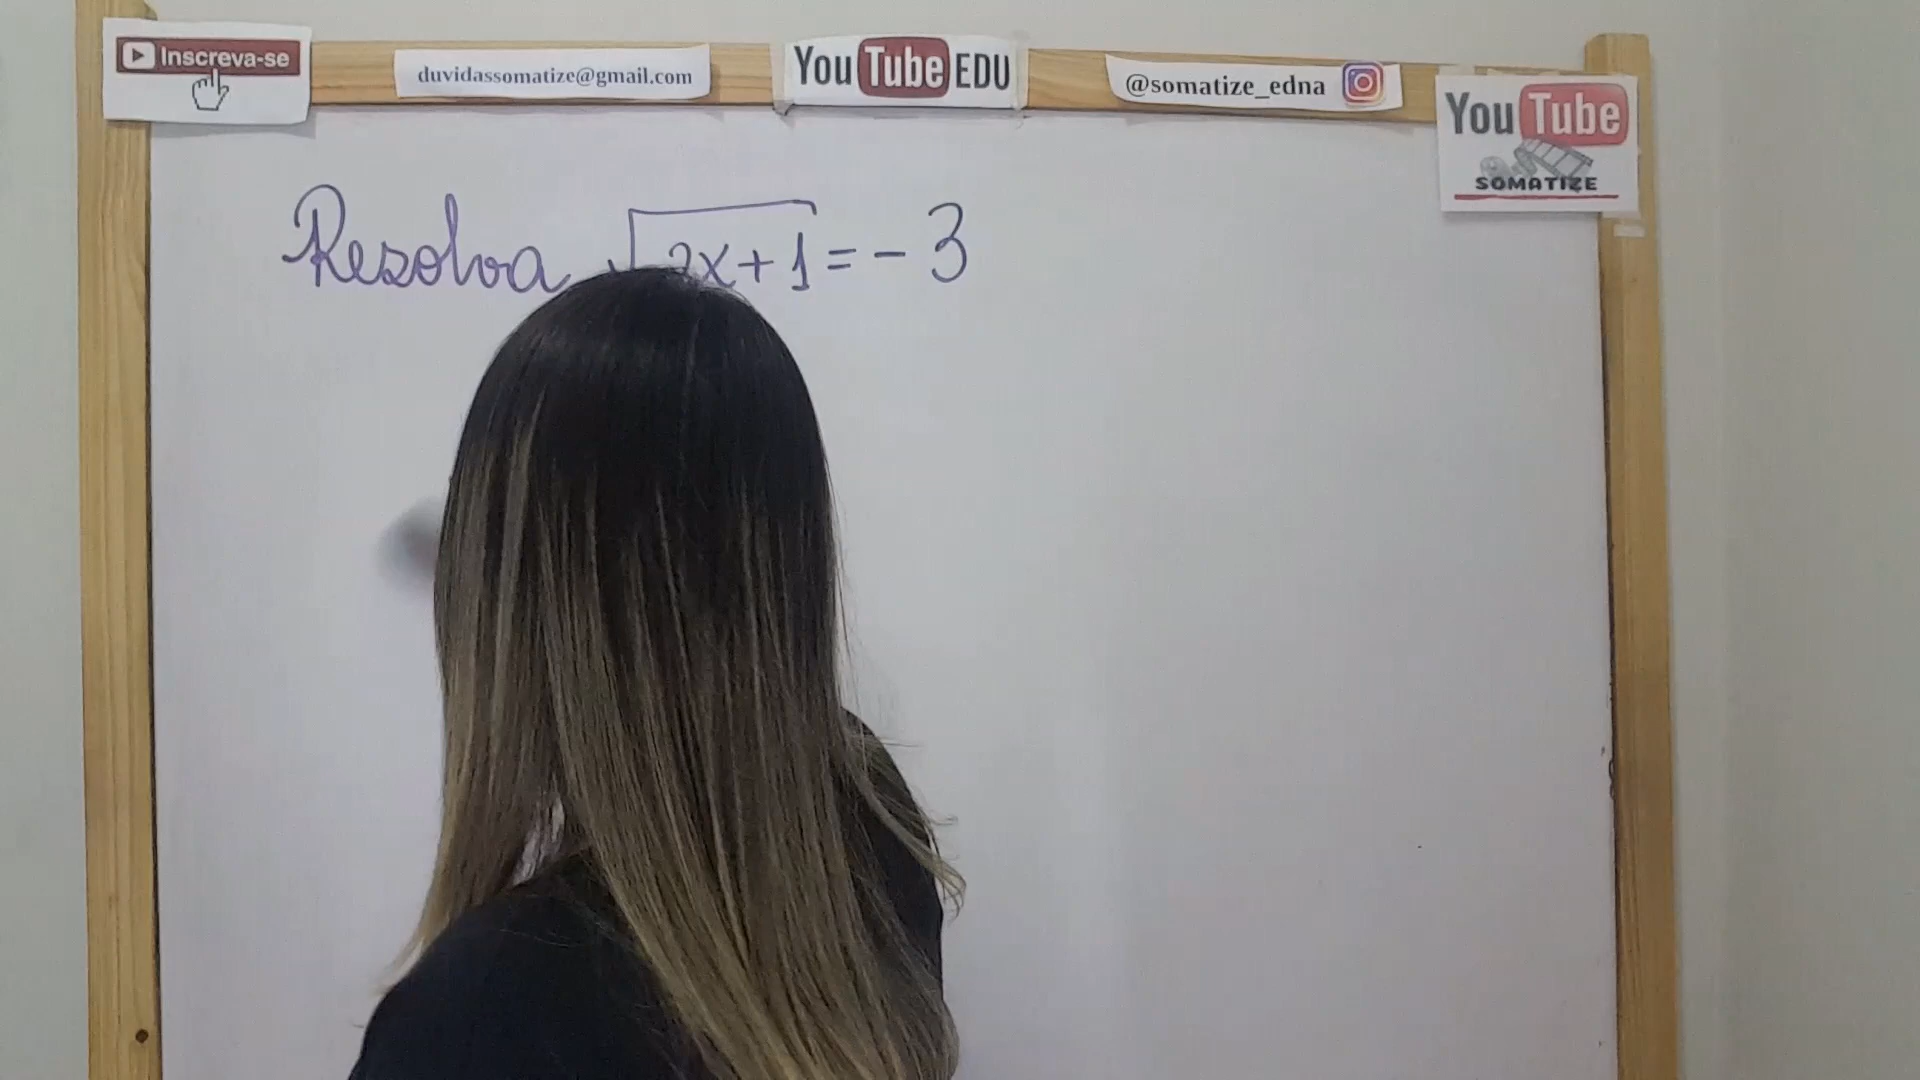 Inscreva-se
duvidassomatize@gmail.com
YouTube EDU
@somatize_edna
YouTube
SOMATIZE
Resolva √2x+1 = - 3